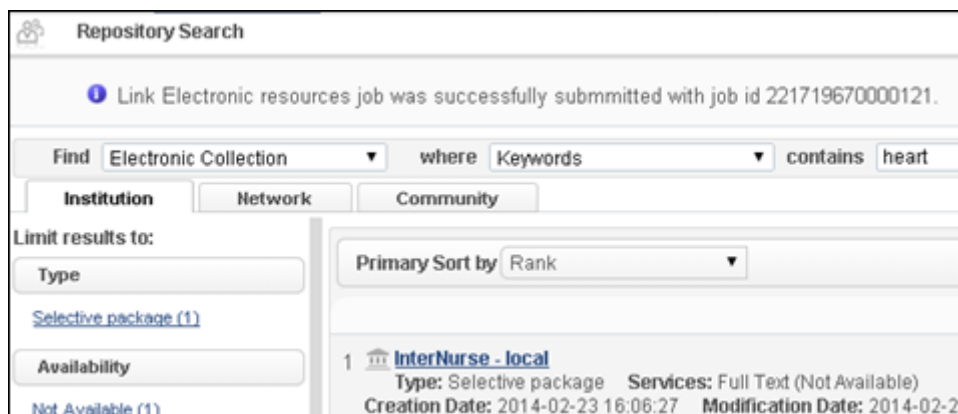 Repository Search
Link Electronic resources job was successfully submmitted with job id 221719670000121.
Find Electronic Collection where Keywords contains heart
Institution Network Community
Limit results to:
Primary Sort by Rank
Type
Selective package (1)
1 InterNurse - local
Availability
Type: Selective package Services: Full Text (Not Available)
Not Available (1)
Creation Date: 2014-02-23 16:06:27 Modification Date: 2014-02-2